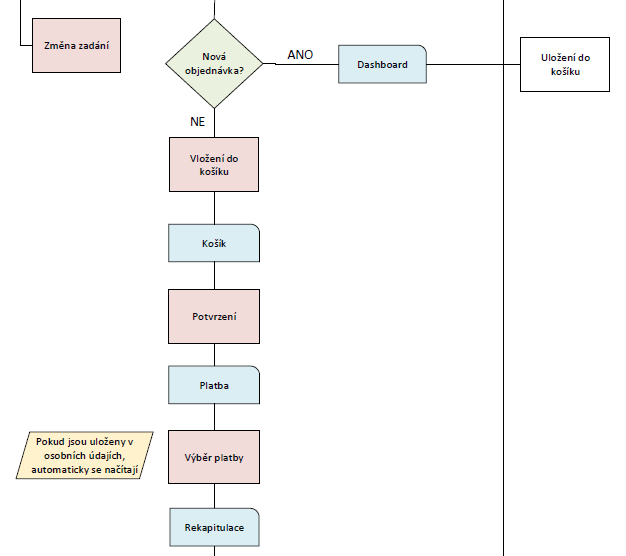 Změna zadání
Nová
objednávka?
ANO
Dashboard
Uložení do
košíku
NE
Vložení do
košíku
Košík
Potvrzení
Platba
Pokud jsou uloženy v
osobních údajích,
automaticky se načítají
Výběr platby
Rekapitulace